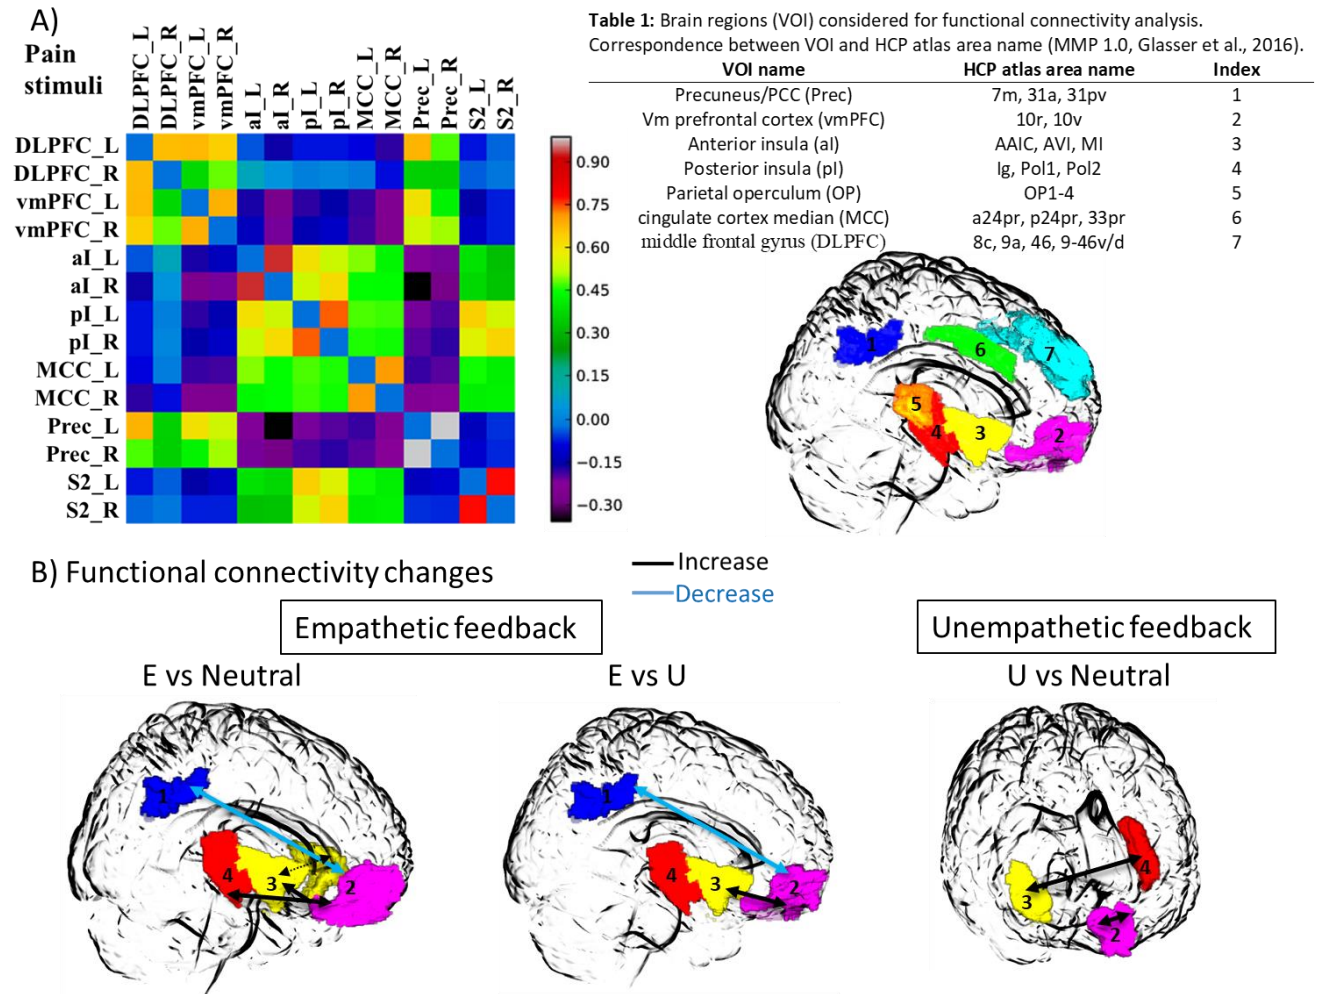 A)
Pain
stimuli
DLPFC_L
DLPFC_R
vmPFC_L
vmPFC_R
aI_L
aI_R
pI_L
pI_R
MCC_L
MCC_R
Prec_L
Prec_R
S2_L
S2_R
DLPFC_L
DLPFC_R
vmPFC_L
vmPFC_R
aI_L
aI_R
pI_L
pI_R
MCC_L
MCC_R
Prec_L
Prec_R
S2_L
S2_R
0.90
0.75
0.60
0.45
0.30
0.15
0.00
−0.15
−0.30
Table 1: Brain regions (VOI) considered for functional connectivity analysis.
Correspondence between VOI and HCP atlas area name (MMP 1.0, Glasser et al., 2016).
VOI name HCP atlas area name Index
Precuneus/PCC (Prec) 7m, 31a, 31pv 1
Vm prefrontal cortex (vmPFC) 10r, 10v 2
Anterior insula (aI) AAIC, AVI, MI 3
Posterior insula (pI) Ig, Pol1, Pol2 4
Parietal operculum (OP) OP1-4 5
cingulate cortex median (MCC) a24pr, p24pr, 33pr 6
middle frontal gyrus (DLPFC) 8c, 9a, 46, 9-46v/d 7
1
6
7
5
4
3
2
B) Functional connectivity changes
Increase
Decrease
Empathetic feedback
Unempathetic feedback
E vs Neutral
E vs U
U vs Neutral
1
4
3
2
1
4
3
2
3
4
2